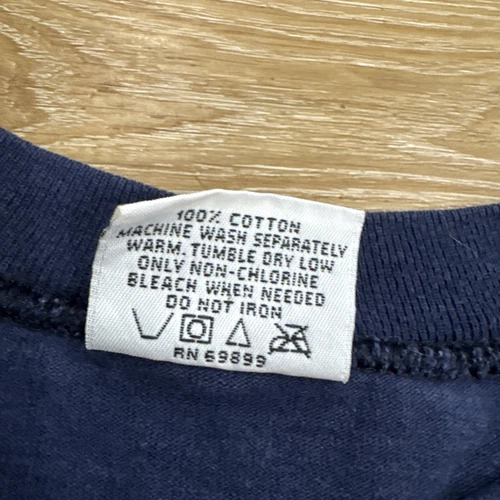 100% COTTON
MACHINE WASH SEPARATELY
WARM. TUMBLE DRY LOW
ONLY NON-CHLORINE
BLEACH WHEN NEEDED
DO NOT IRON
RN 69899